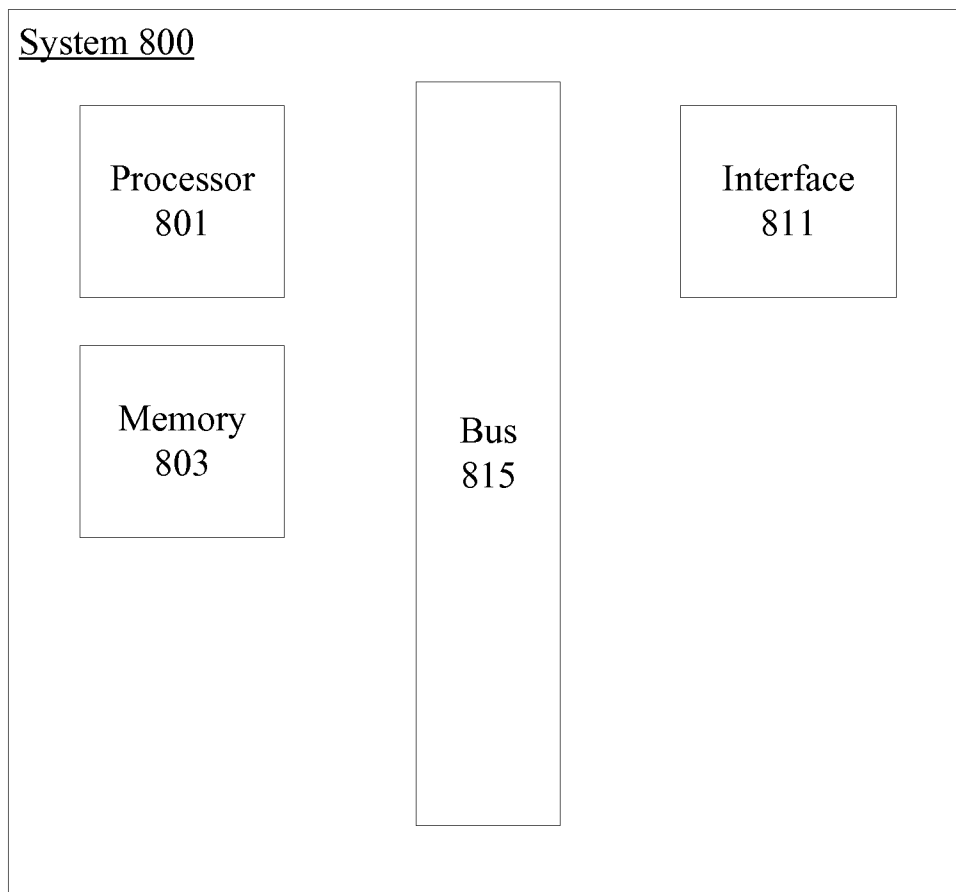 System 800
Processor
801
Interface
811
Memory
803
Bus
815